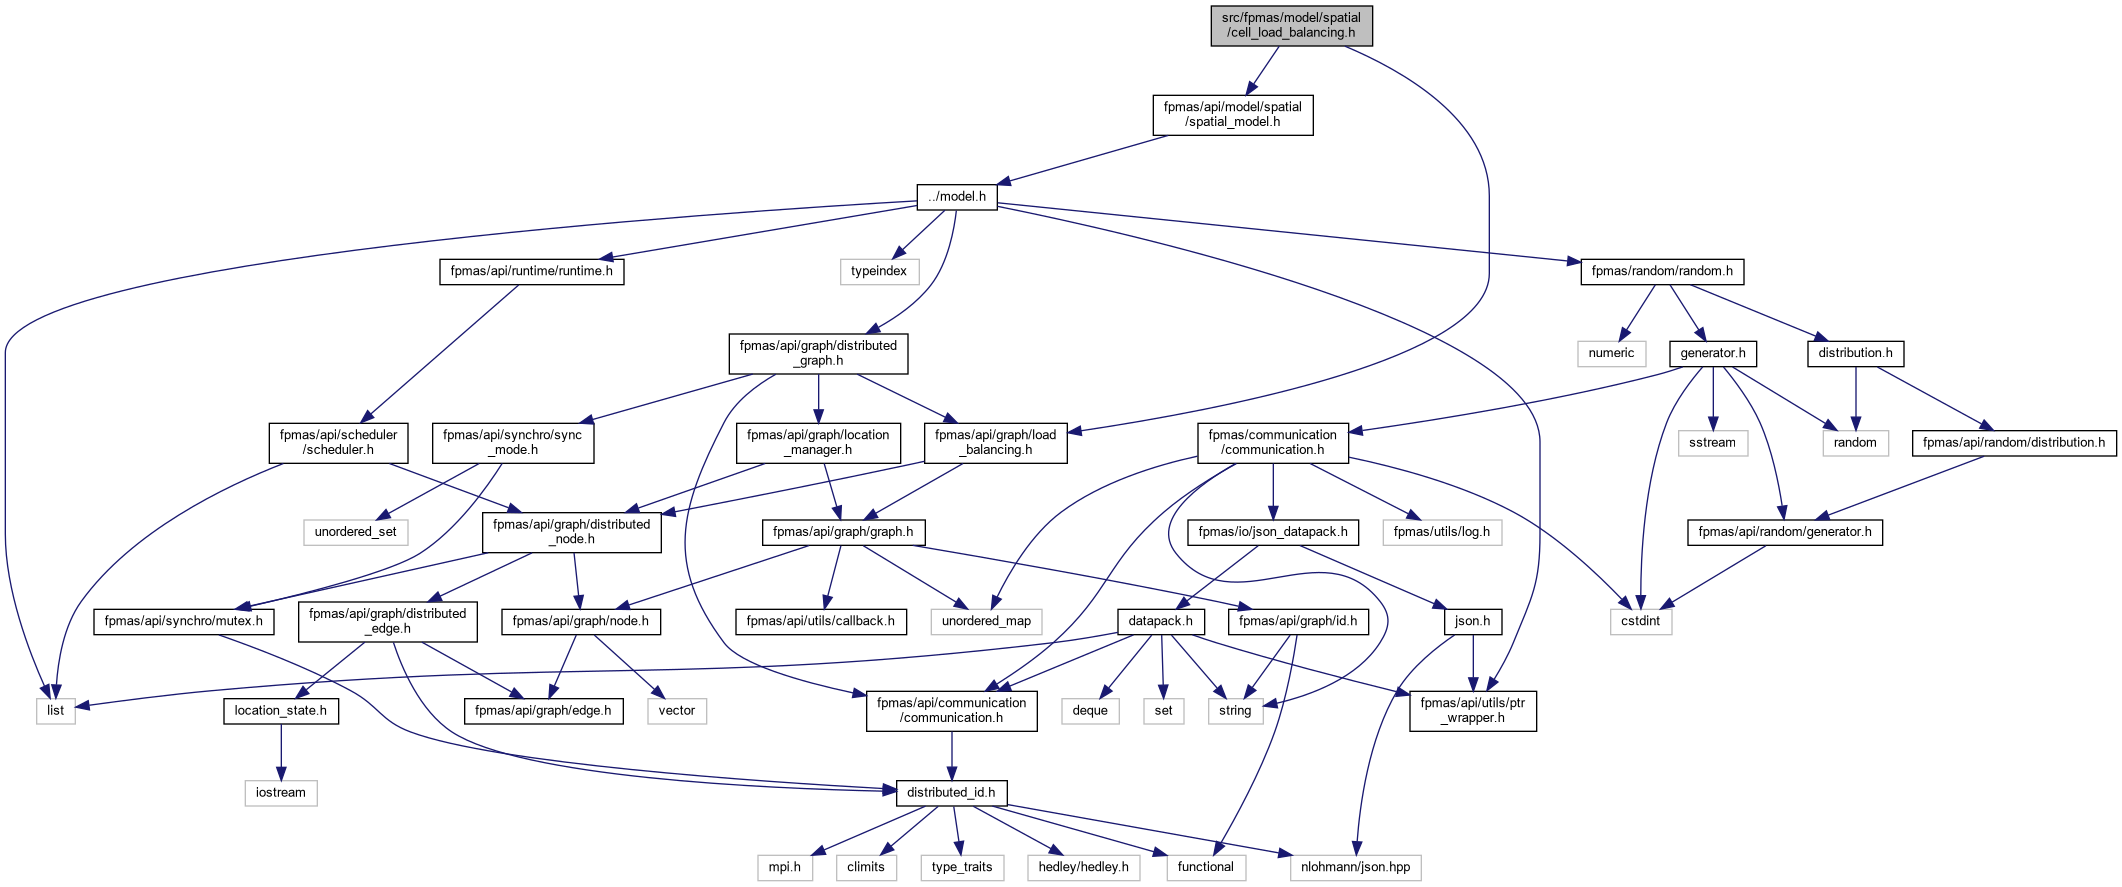 src/fpmas/model/spatial
/cell_load_balancing.h
fpmas/api/model/spatial
/spatial_model.h
../model.h
fpmas/api/runtime/runtime.h
typeindex
fpmas/random/random.h
fpmas/api/graph/distributed
_graph.h
numeric
generator.h
distribution.h
fpmas/api/scheduler
/scheduler.h
fpmas/api/synchro/sync
_mode.h
fpmas/api/graph/location
_manager.h
fpmas/api/graph/load
_balancing.h
fpmas/communication
/communication.h
sstream
random
fpmas/api/random/distribution.h
unordered_set
fpmas/api/graph/distributed
_node.h
fpmas/api/graph/graph.h
fpmas/io/json_datapack.h
fpmas/utils/log.h
fpmas/api/random/generator.h
fpmas/api/synchro/mutex.h
fpmas/api/graph/distributed
_edge.h
fpmas/api/graph/node.h
fpmas/api/utils/callback.h
unordered_map
datapack.h
fpmas/api/graph/id.h
json.h
cstdint
list
location_state.h
fpmas/api/graph/edge.h
vector
fpmas/api/communication
/communication.h
deque
set
string
fpmas/api/utils/ptr
_wrapper.h
iostream
distributed_id.h
mpi.h
climits
type_traits
hedley/hedley.h
functional
nlohmann/json.hpp